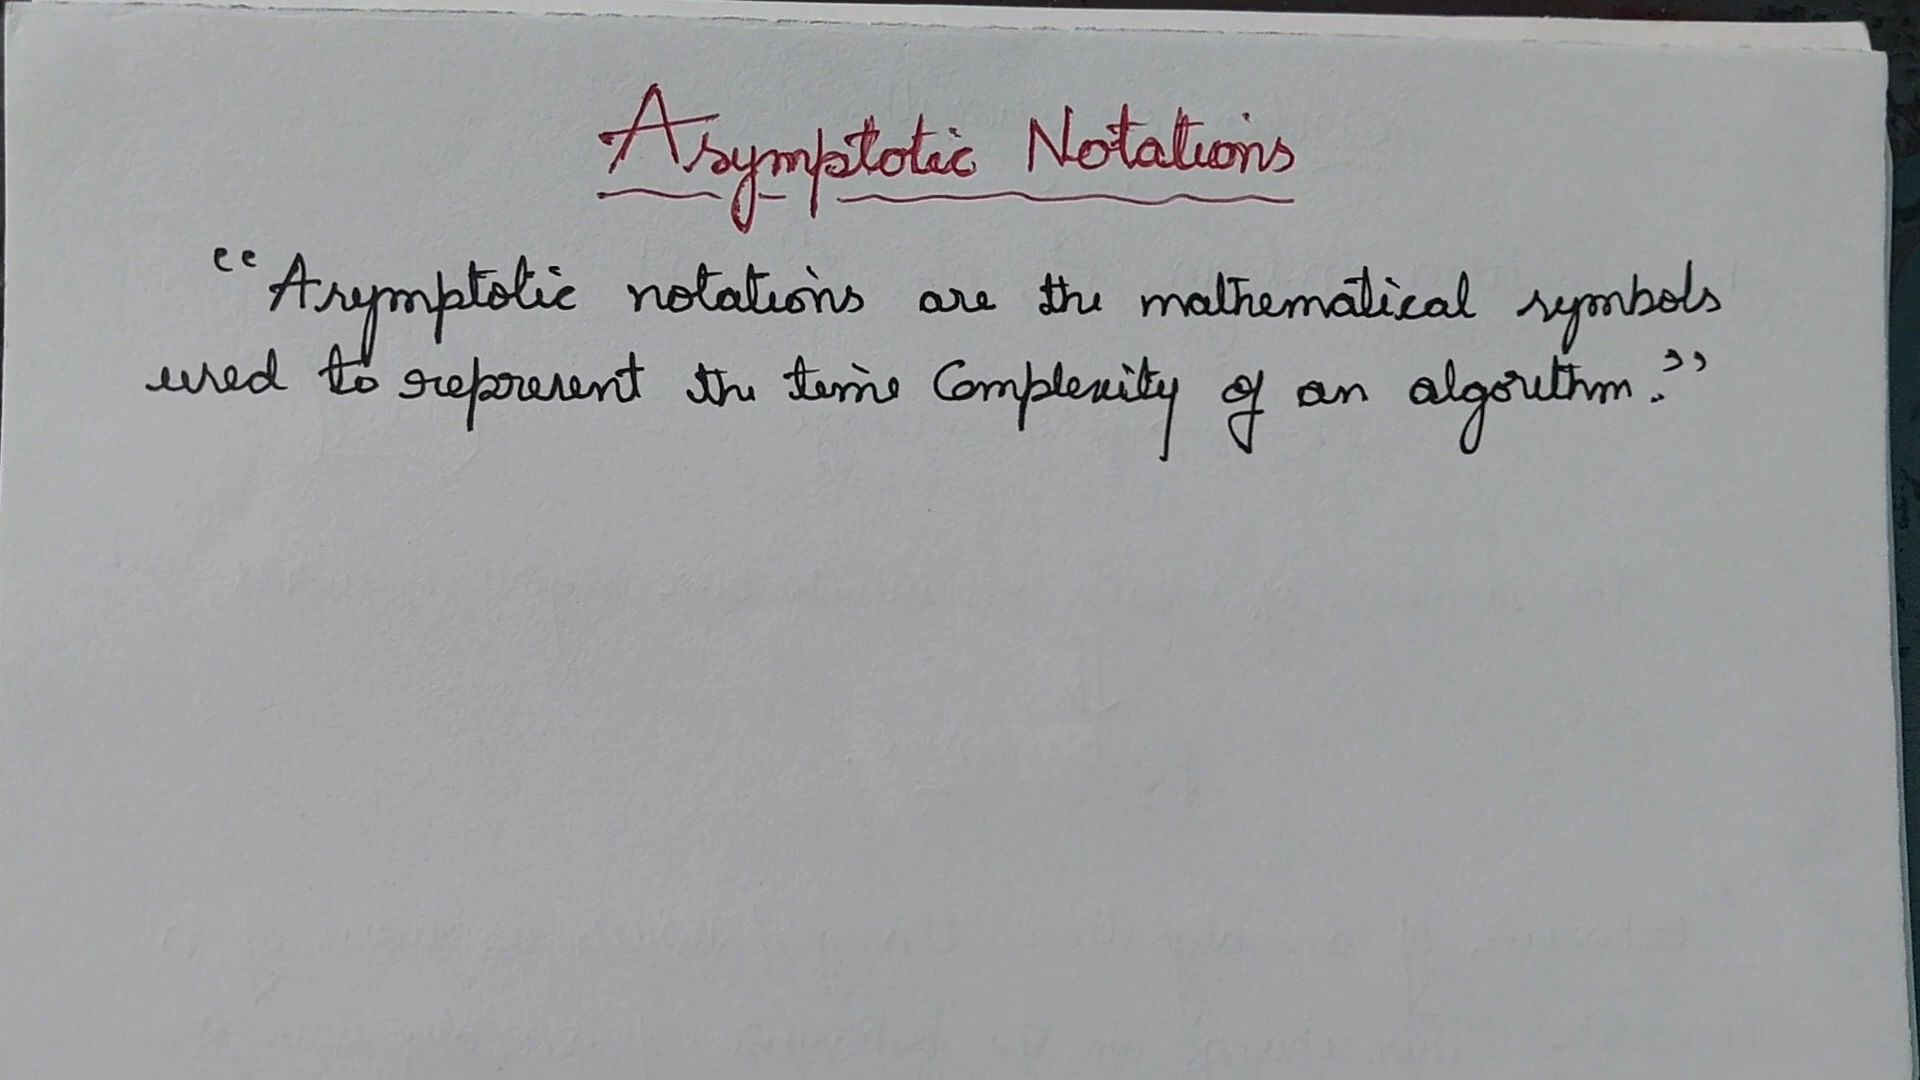 Asymptotic Notations
“Asymptotic notations are the mathematical symbols
used to represent the time Complexity of an algorithm.”